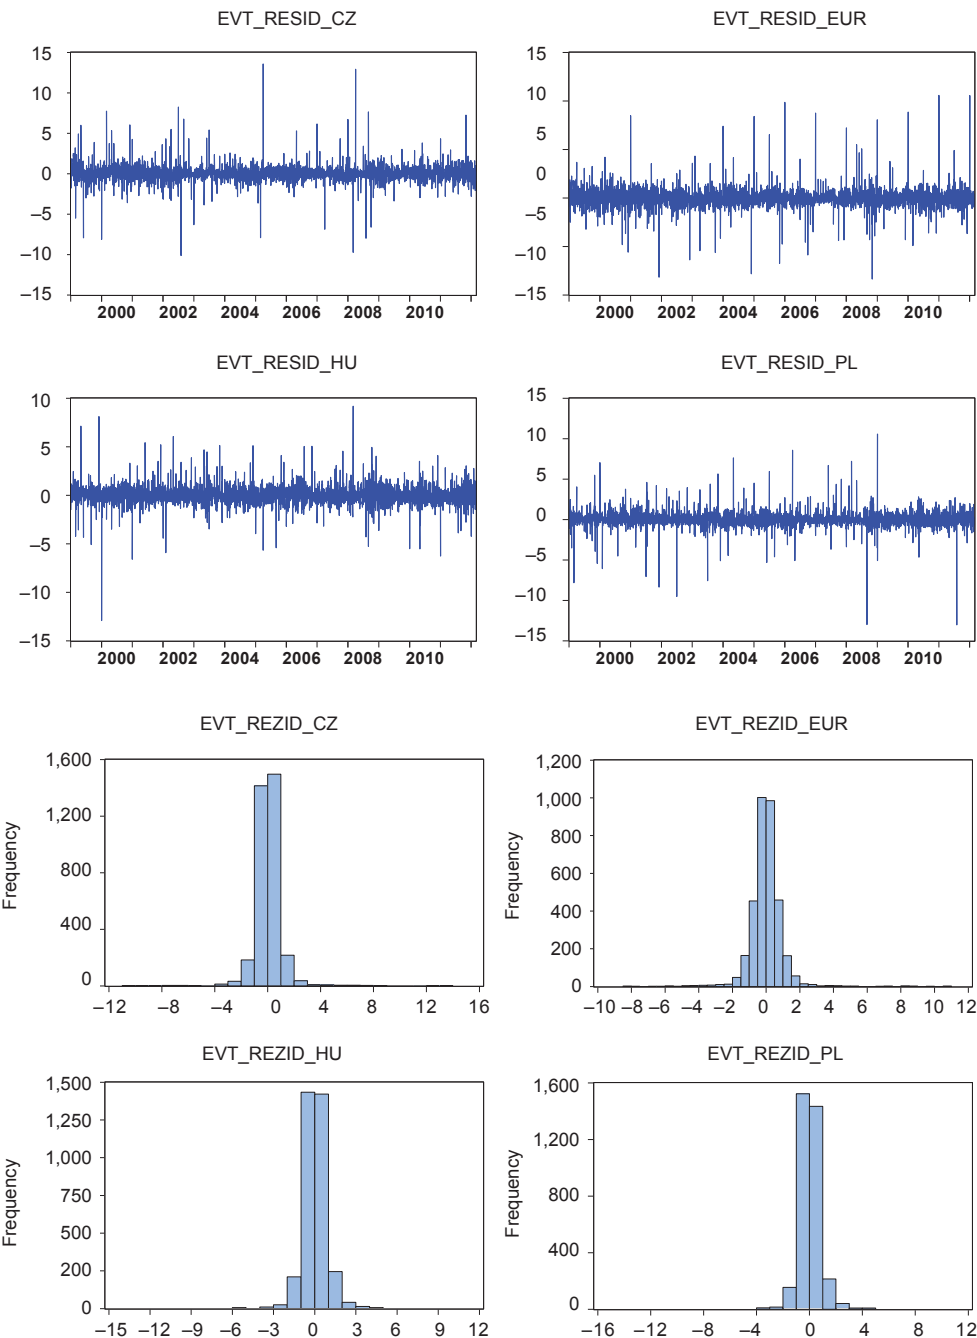 EVT_RESID_CZ
15
10
5
0
–5
–10
–15
2000 2002 2004 2006 2008 2010
EVT_RESID_EUR
15
10
5
0
–5
–10
–15
2000 2002 2004 2006 2008 2010
EVT_RESID_HU
10
5
0
–5
–10
–15
2000 2002 2004 2006 2008 2010
EVT_RESID_PL
15
10
5
0
–5
–10
–15
2000 2002 2004 2006 2008 2010
EVT_REZID_CZ
Frequency
1,600
1,200
800
400
0
–12 –8 –4 0 4 8 12 16
EVT_REZID_EUR
Frequency
1,200
1,000
800
600
400
200
0
–10 –8 –6 –4 –2 0 2 4 6 8 10 12
EVT_REZID_HU
Frequency
1,500
1,250
1,000
750
500
200
0
–15 –12 –9 –6 –3 0 3 6 9 12
EVT_REZID_PL
Frequency
1,600
1,200
800
400
0
–16 –12 –8 –4 0 4 8 12